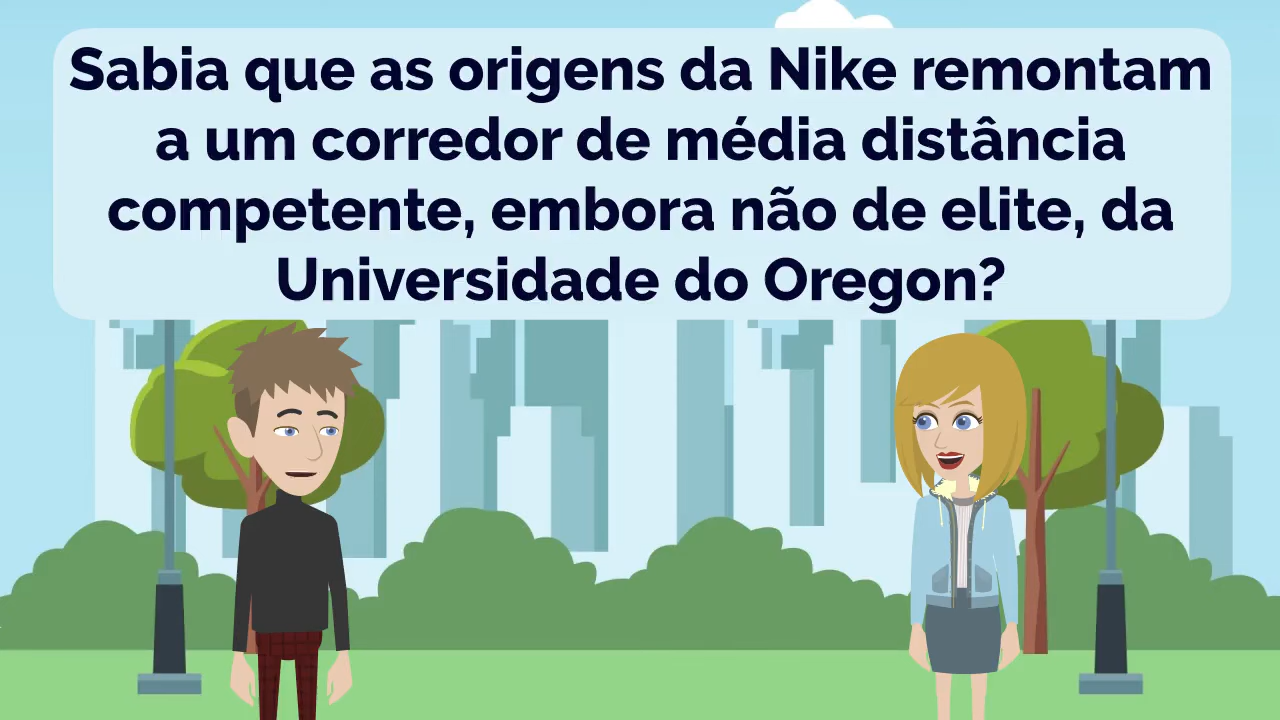 Sabia que as origens da Nike remontam
a um corredor de média distância
competente, embora não de elite, da
Universidade do Oregon?